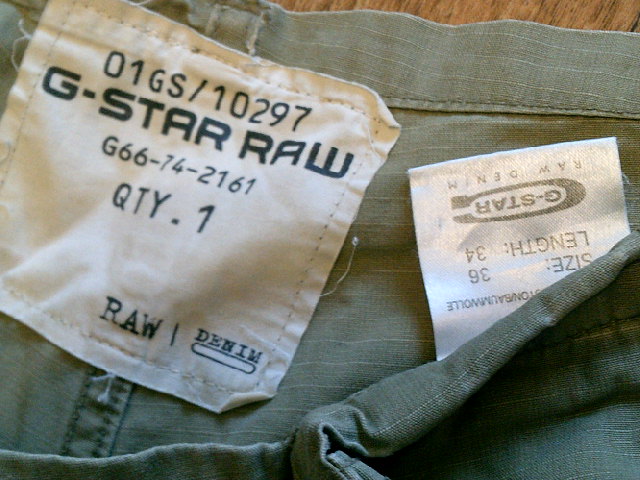 01GS/10297
G-STAR RAW
G66-74-2161
QTY. 1
RAW | DENIM
RAW DENIM
G-STAR
LENGTH: 34
SIZE: 36